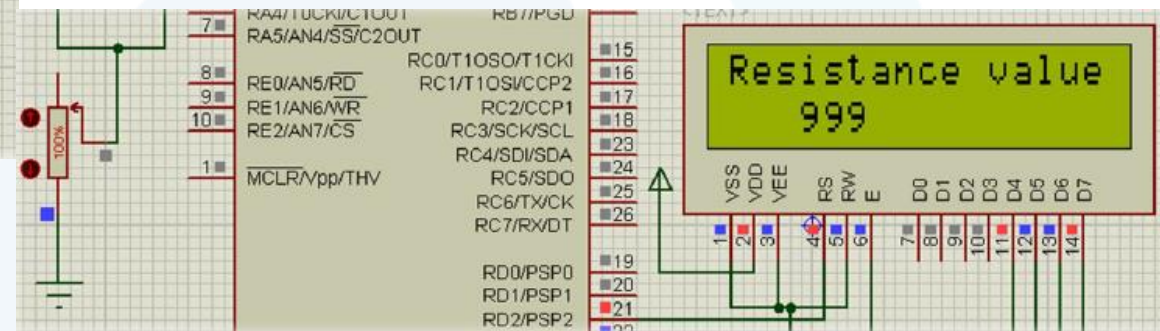 RA4/T0CKI/C1OUT
RB7/PGD
<TEXT>
7
RA5/AN4/SS/C2OUT
RC0/T1OSO/T1CKI
15
8
RE0/AN5/RD
RC1/T1OSI/CCP2
16
9
RE1/AN6/WR
RC2/CCP1
17
10
RE2/AN7/CS
RC3/SCK/SCL
18
RC4/SDI/SDA
23
1
MCLR/Vpp/THV
RC5/SDO
24
RC6/TX/CK
25
RC7/RX/DT
26
RD0/PSP0
19
RD1/PSP1
20
RD2/PSP2
21
22
100%
Resistance value
999
VSS
VDD
VEE
RS
RW
E
D0
D1
D2
D3
D4
D5
D6
D7
1
2
3
4
5
6
7
8
9
10
11
12
13
14